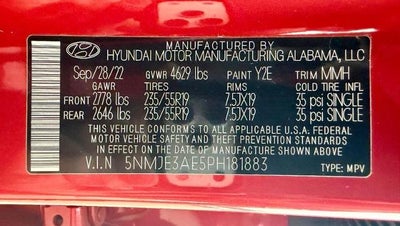 MANUFACTURED BY
HYUNDAI MOTOR MANUFACTURING ALABAMA, LLC
Sep/28/22 GVWR 4629 lbs PAINT Y2E TRIM MMH
GAWR TIRES RIMS COLD TIRE INFL
FRONT 2778 lbs 235/55R19 7.5JX19 35 psi SINGLE
REAR 2646 lbs 235/55R19 7.5JX19 35 psi SINGLE
THIS VEHICLE CONFORMS TO ALL APPLICABLE U.S.A. FEDERAL
MOTOR VEHICLE SAFETY, BUMPER, AND THEFT PREVENTION
STANDARDS IN EFFECT ON THE DATE OF MANUFACTURE SHOWN ABOVE.
V.I.N 5NMJE3AE5PH181883 TYPE: MPV